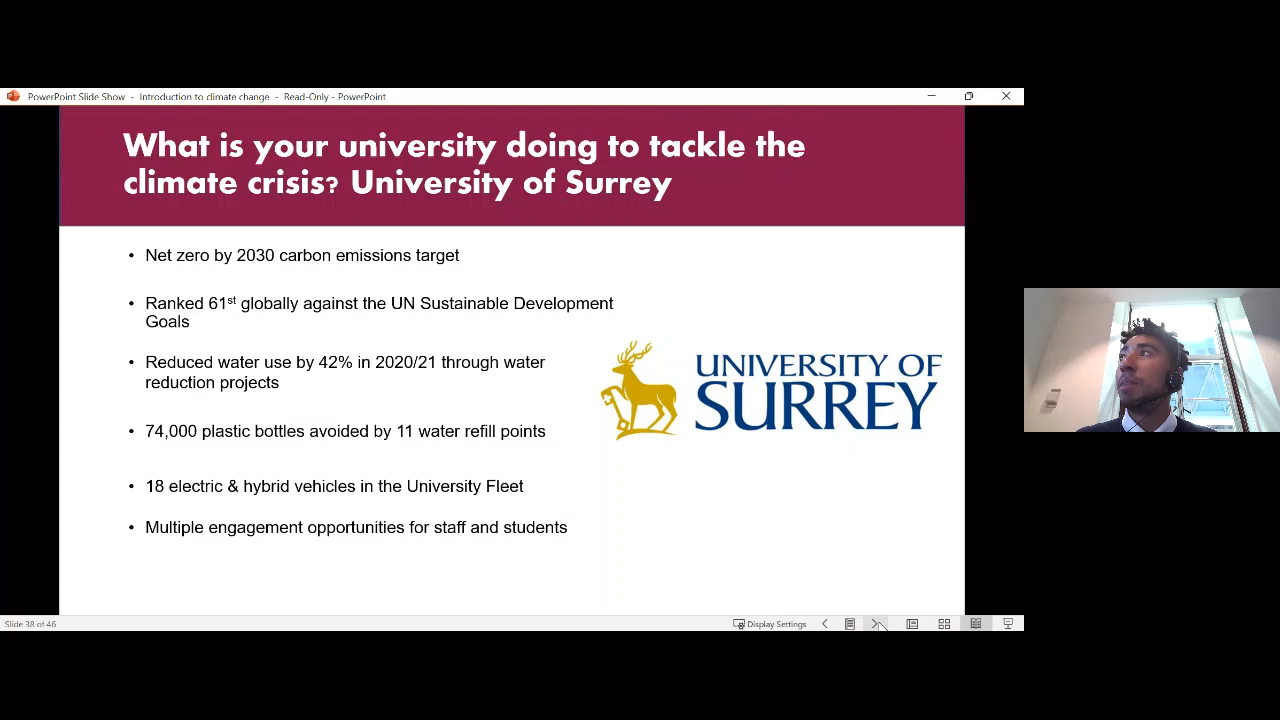 PowerPoint Slide Show - Introduction to climate change - Read-Only - PowerPoint
What is your university doing to tackle the
climate crisis? University of Surrey
• Net zero by 2030 carbon emissions target
• Ranked 61st globally against the UN Sustainable Development
Goals
• Reduced water use by 42% in 2020/21 through water
reduction projects
• 74,000 plastic bottles avoided by 11 water refill points
• 18 electric & hybrid vehicles in the University Fleet
• Multiple engagement opportunities for staff and students
UNIVERSITY OF
SURREY
Slide 38 of 46
Display Settings